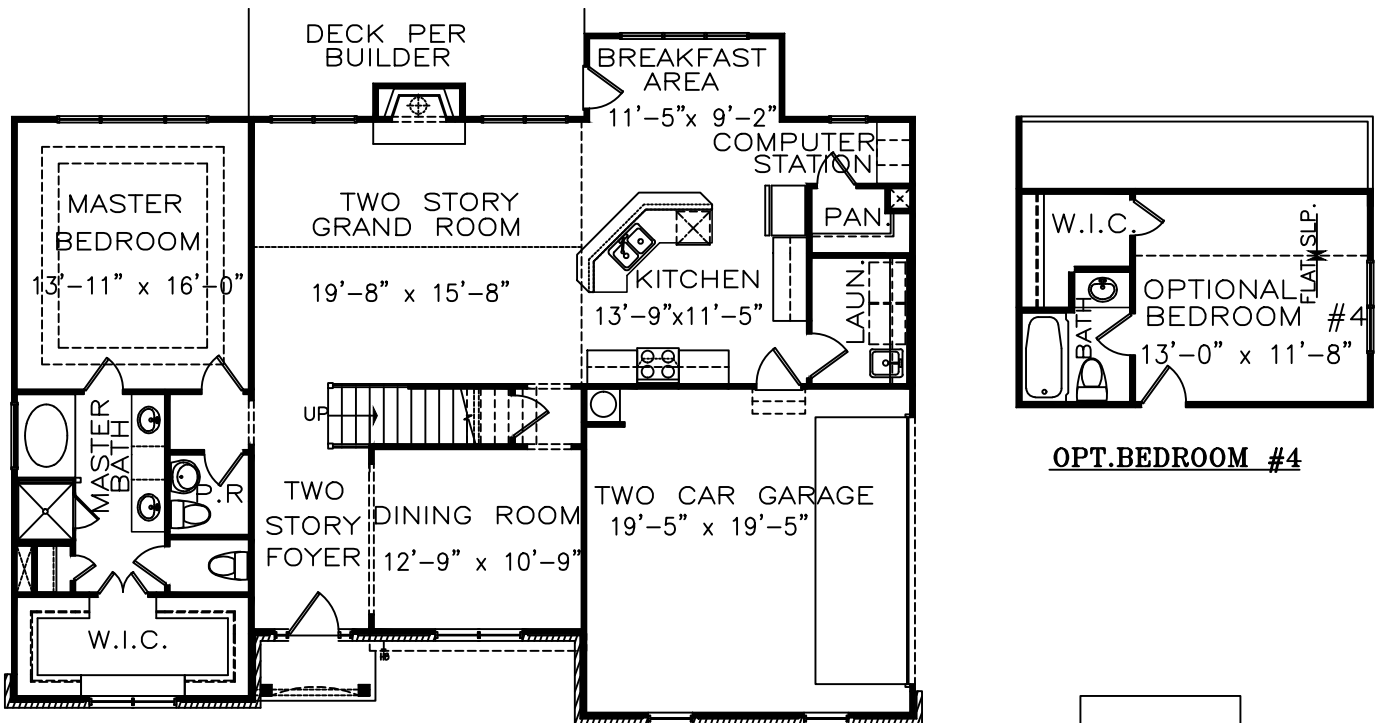 DECK PER
BUILDER
BREAKFAST
AREA
11'-5"x 9'-2"
COMPUTER
STATION
MASTER
BEDROOM
13'-11" x 16'-0"
TWO STORY
GRAND ROOM
19'-8" x 15'-8"
PAN.
KITCHEN
13'-9"x11'-5"
LAUN.
UP
MASTER
BATH
P.R
TWO
STORY
FOYER
DINING ROOM
12'-9" x 10'-9"
TWO CAR GARAGE
19'-5" x 19'-5"
W.I.C.
W.I.C.
FLAT SLP.
OPTIONAL
BEDROOM #4
13'-0" x 11'-8"
BATH
OPT.BEDROOM #4